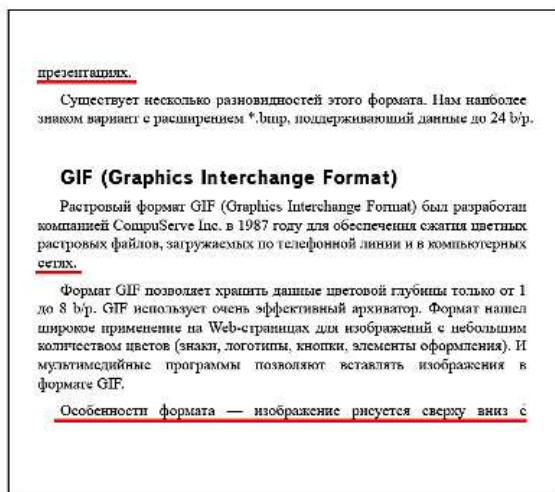 презентациях.
Существует несколько разновидностей этого формата. Нам наиболее
знаком вариант с расширением *.bmp, поддерживающий данные до 24 b/p.
GIF (Graphics Interchange Format)
Растровый формат GIF (Graphics Interchange Format) был разработан
компанией CompuServe Inc. в 1987 году для обеспечения сжатия цветных
растровых файлов, загружаемых по телефонной линии и в компьютерных
сетях.
Формат GIF позволяет хранить данные цветовой глубины только от 1
до 8 b/p. GIF использует очень эффективный архиватор. Формат нашел
широкое применение на Web-страницах для изображений с небольшим
количеством цветов (знаки, логотипы, кнопки, элементы оформления). И
мультимедийные программы позволяют вставлять изображения в
формате GIF.
Особенности формата — изображение рисуется сверху вниз с